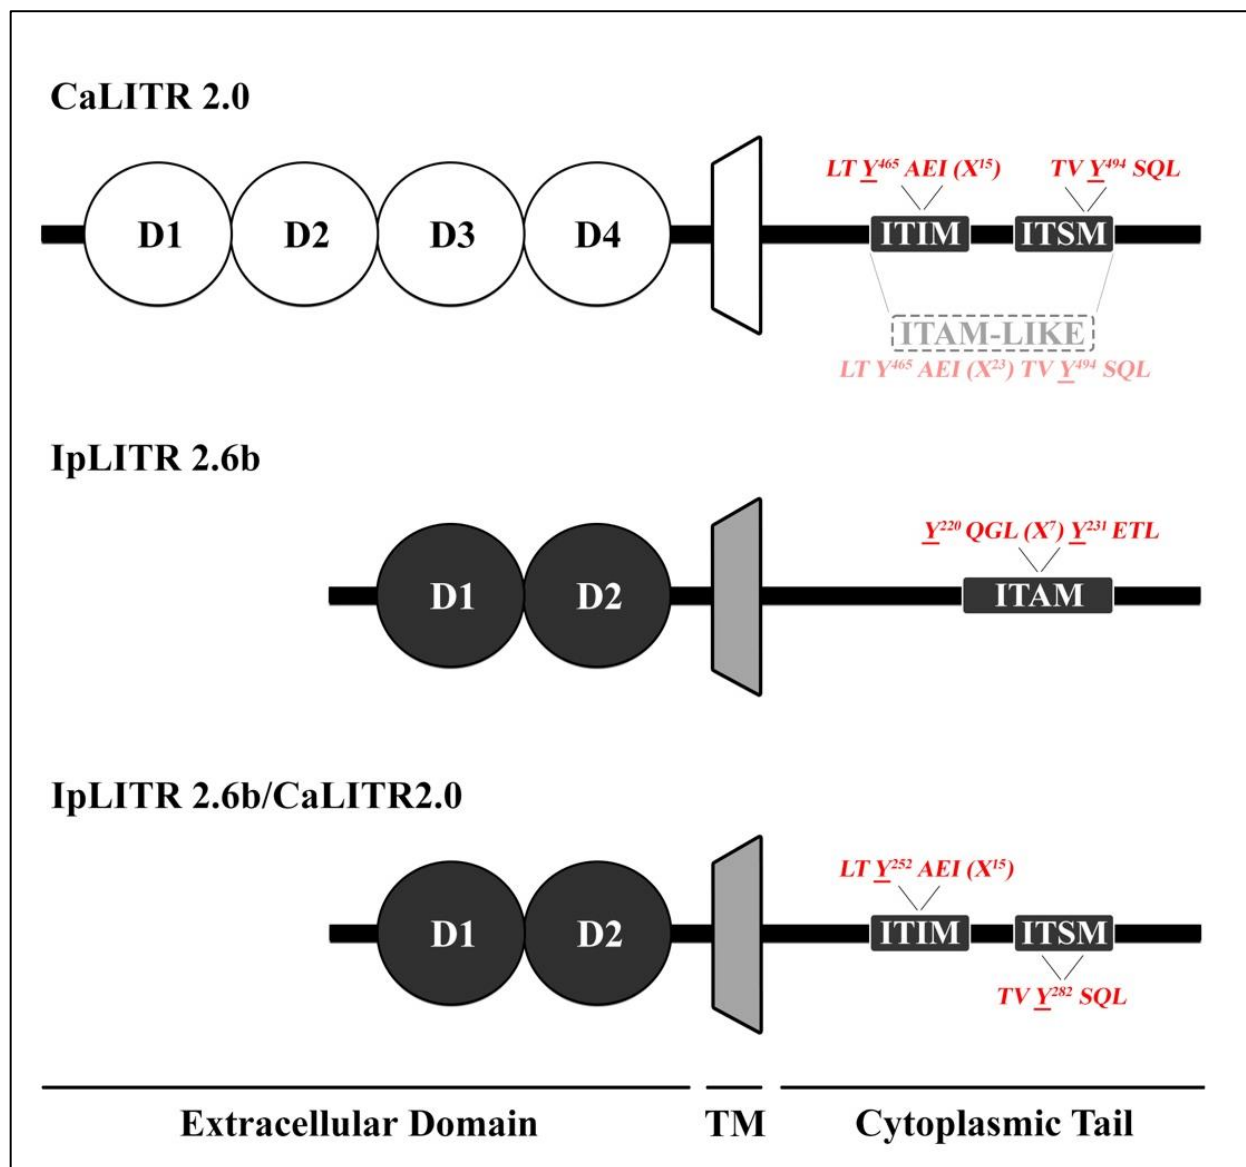 CaLITR 2.0
LT Y⁴⁶⁵ AEI (X¹⁵) TV Y⁴⁹⁴ SQL
D1 D2 D3 D4 ITIM ITSM
ITAM-LIKE
LT Y⁴⁶⁵ AEI (X²³) TV Y⁴⁹⁴ SQL
IpLITR 2.6b
Y²²⁰ QGL (X⁷) Y²³¹ ETL
D1 D2 ITAM
IpLITR 2.6b/CaLITR2.0
LT Y²⁵² AEI (X¹⁵)
D1 D2 ITIM ITSM
TV Y²⁸² SQL
Extracellular Domain TM Cytoplasmic Tail